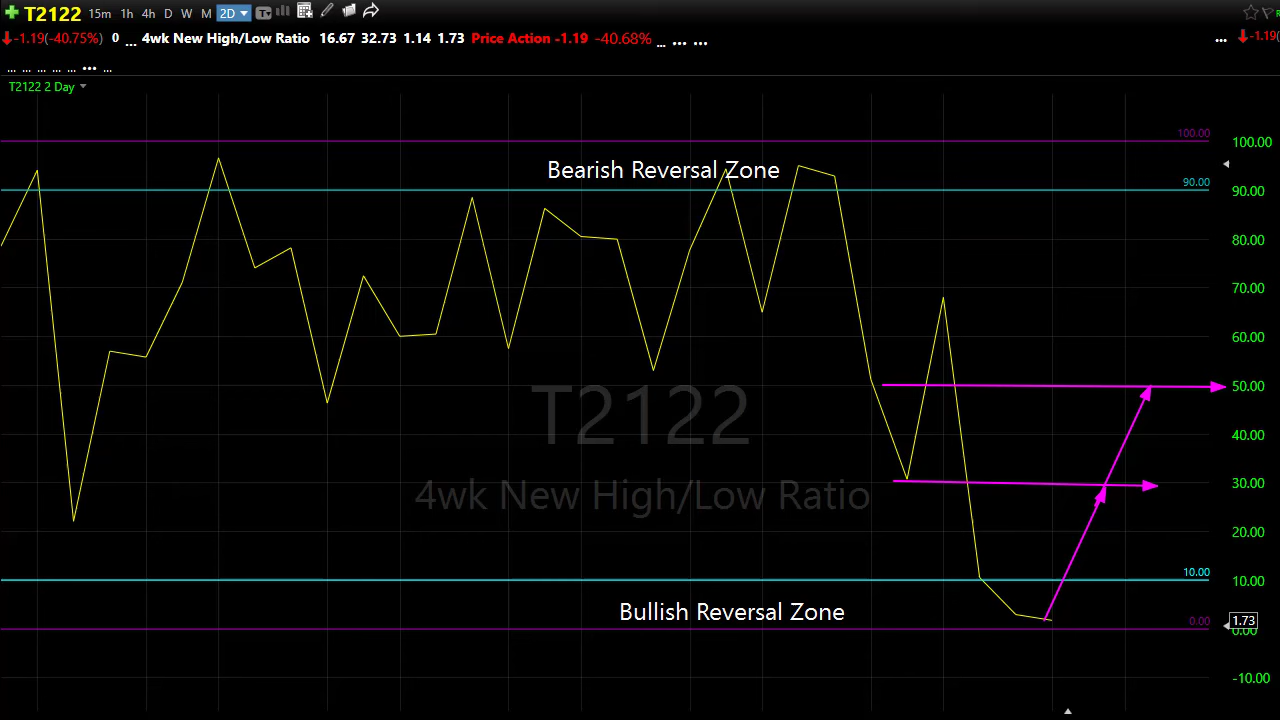 T2122 15m 1h 4h D W M 2D
-1.19(-40.75%) 0 ... 4wk New High/Low Ratio 16.67 32.73 1.14 1.73 Price Action -1.19 -40.68% ... ... ... ... -1.19(
... ... ... ... ... ... ...
T2122 2 Day
100.00 100.00
Bearish Reversal Zone
90.00 90.00
80.00
70.00
60.00
50.00
T2122
40.00
30.00
4wk New High/Low Ratio
20.00
10.00 10.00
Bullish Reversal Zone
0.00 1.73
0.00
-10.00